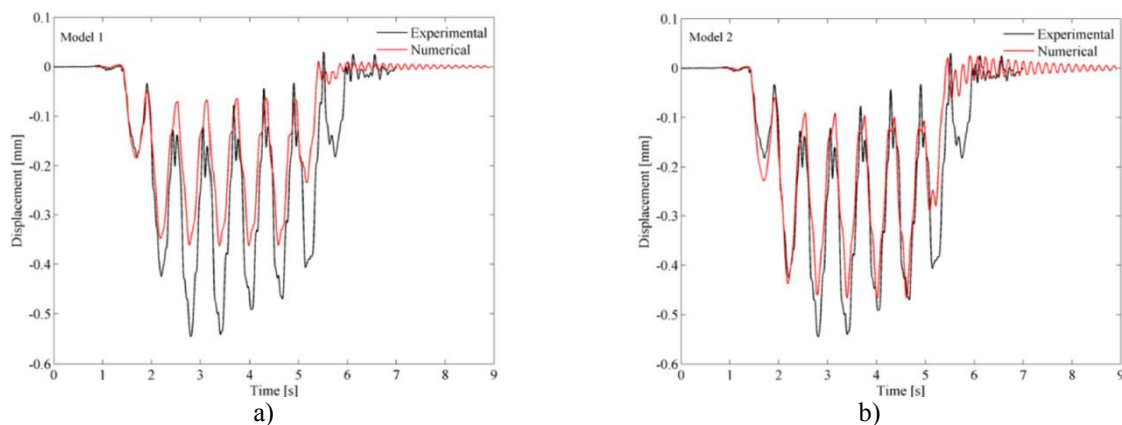 Model 1
Experimental
Numerical
Displacement [mm]
0.1
0
-0.1
-0.2
-0.3
-0.4
-0.5
-0.6
0 1 2 3 4 5 6 7 8 9
Time [s]
a)
Model 2
Experimental
Numerical
Displacement [mm]
0.1
0
-0.1
-0.2
-0.3
-0.4
-0.5
-0.6
0 1 2 3 4 5 6 7 8 9
Time [s]
b)